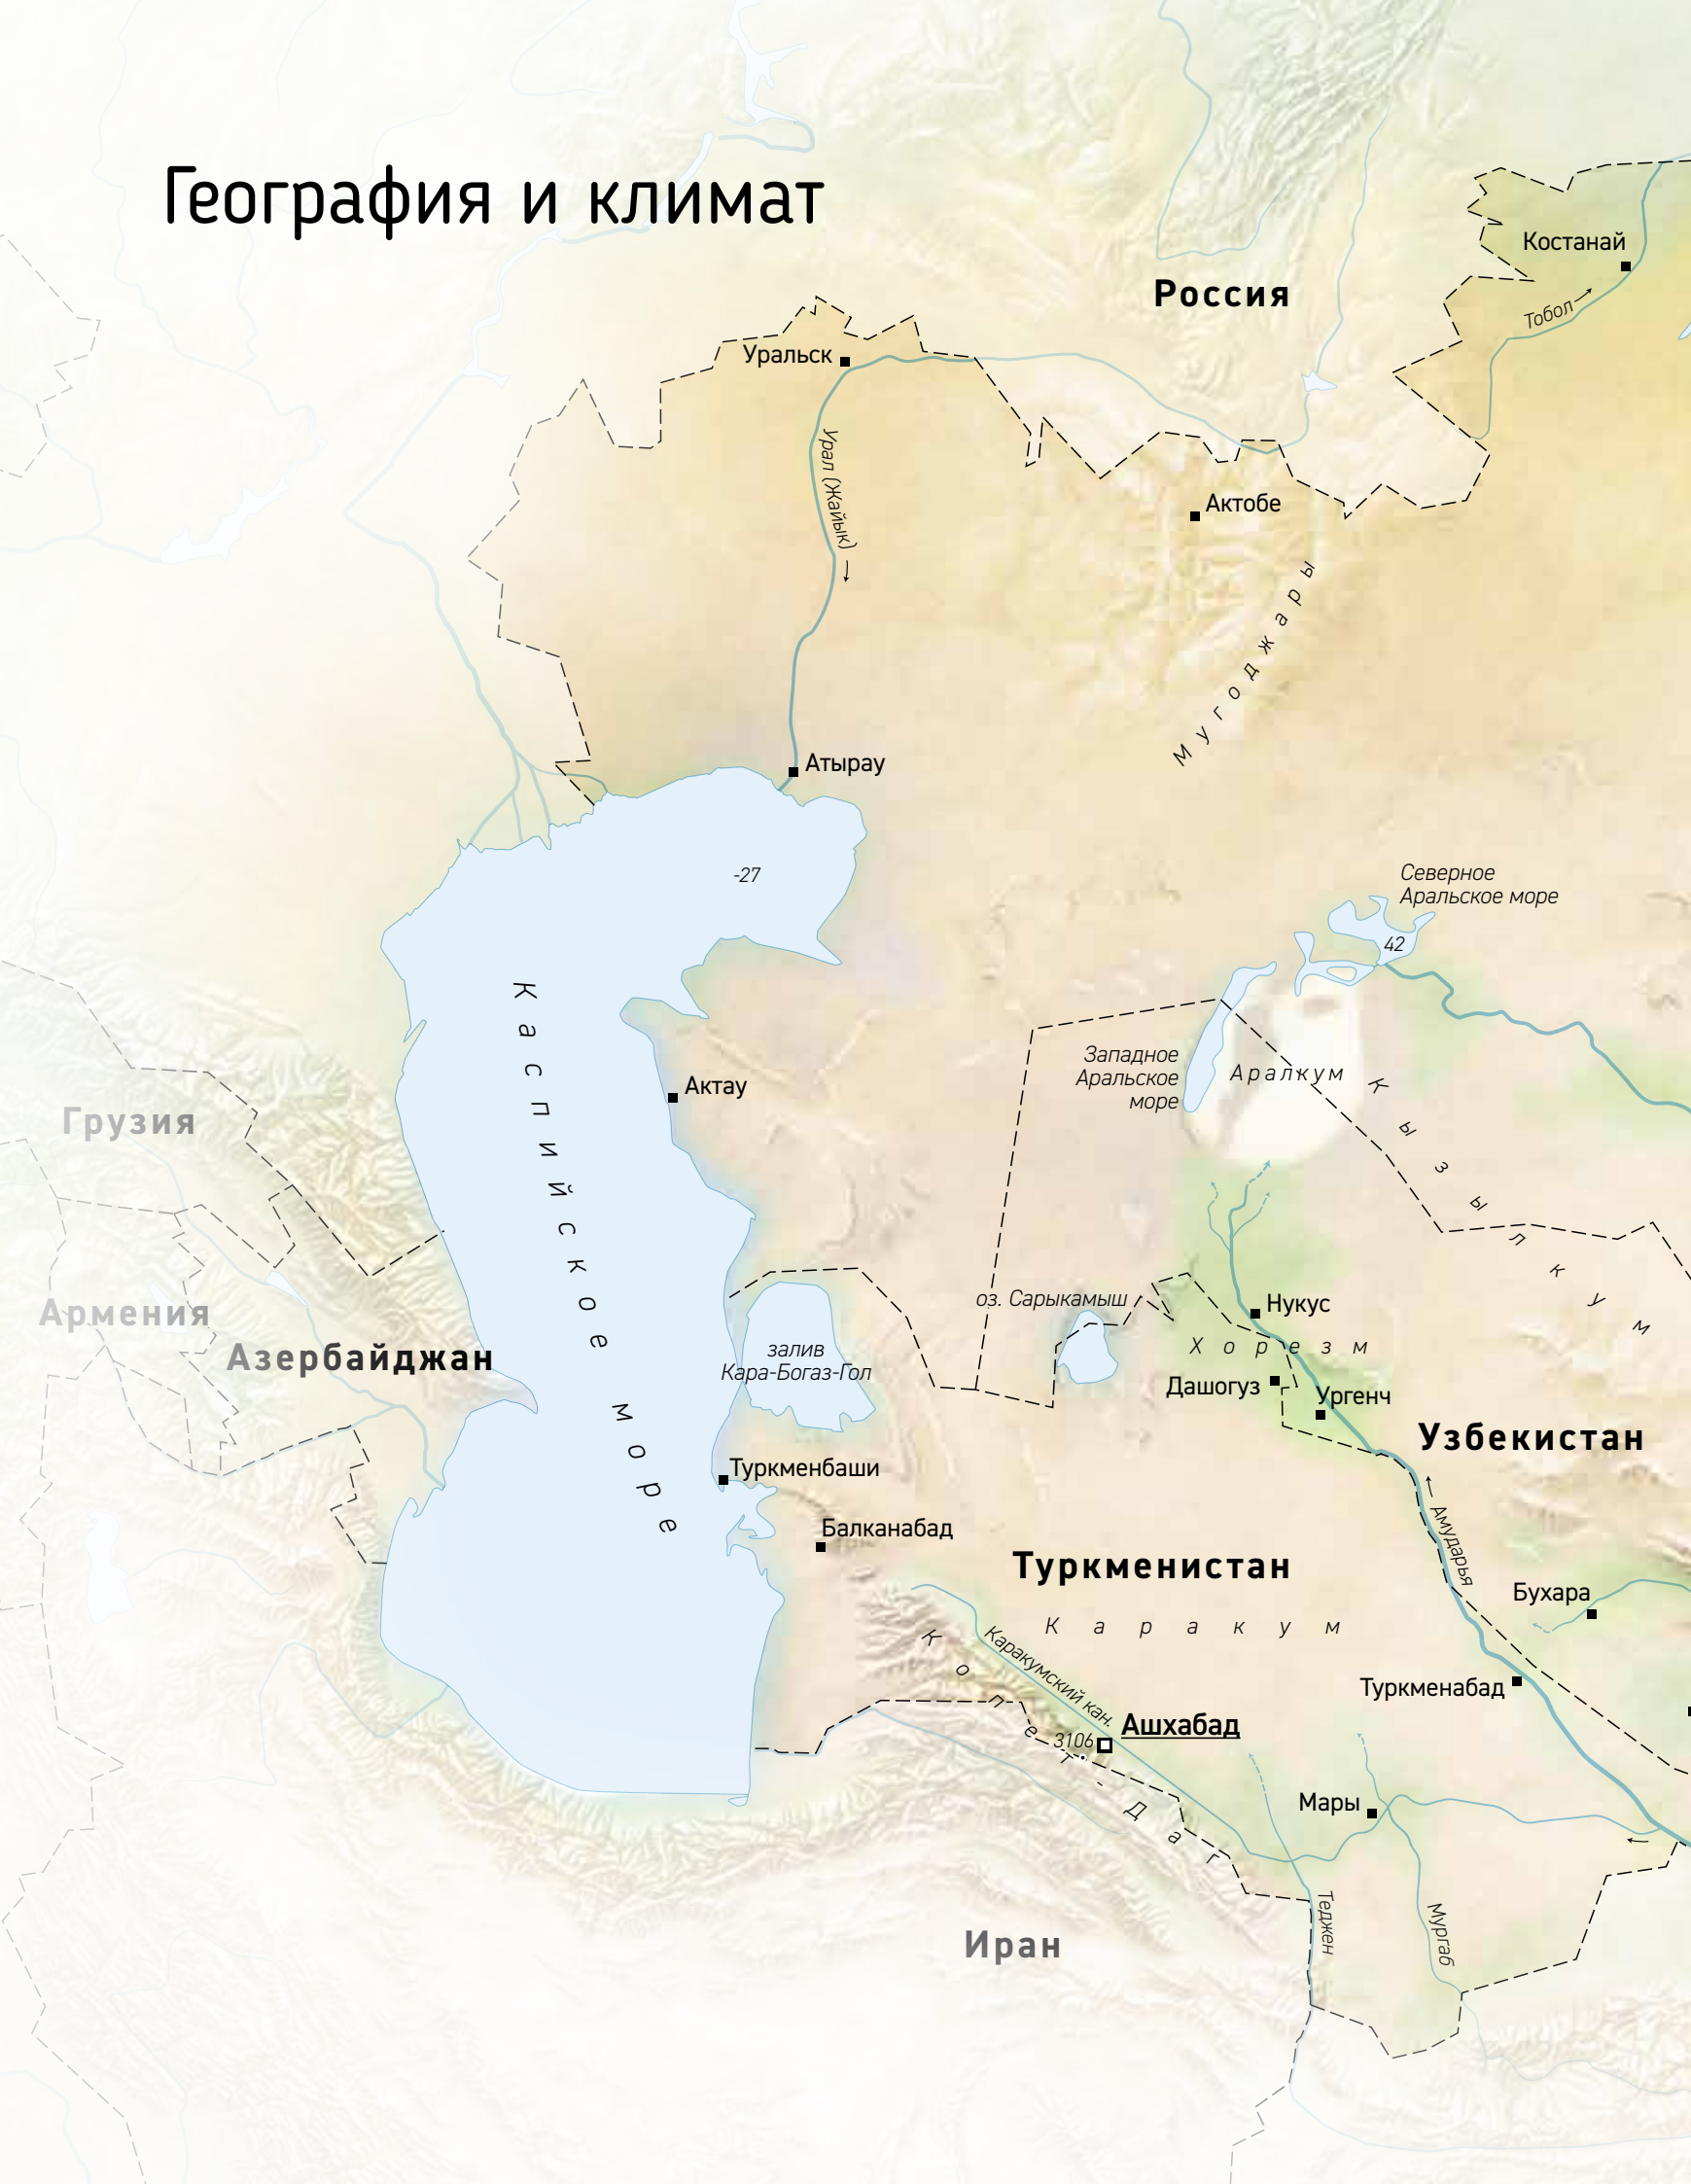 География и климат
Костанай
Россия
Тобол
Уральск
Урал (Жайык)
Актобе
Мугоджары
Атырау
-27
Северное
Аральское море
42
Каспийское море
Западное
Аральское
море
Аралкум
Кызылкум
Актау
Грузия
Армения
Азербайджан
оз. Сарыкамыш
Нукус
Хорезм
залив
Кара-Богаз-Гол
Дашогуз
Ургенч
Узбекистан
Туркменбаши
Балканабад
Амударья
Туркменистан
Бухара
Каракум
Каракумский кан.
Копетдаг
Туркменабад
Ашхабад
3106
Мары
Теджен
Мургаб
Иран